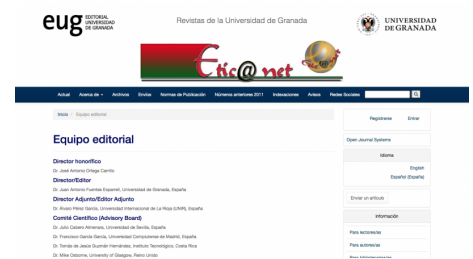 eug EDITORIAL UNIVERSIDAD DE GRANADA
Revistas de la Universidad de Granada
UNIVERSIDAD DE GRANADA
Etic@net
Actual Acerca de Archivos Envíos Normas de Publicación Números anteriores 2011 Indexaciones Avisos Redes Sociales
Inicio / Equipo editorial
Registrarse Entrar
Equipo editorial
Open Journal Systems
Idioma
English
Español (España)
Director honorífico
Dr. José Antonio Ortega Carrillo
Director/Editor
Dr. Juan Antonio Fuentes Esparrell, Universidad de Granada, España
Director Adjunto/Editor Adjunto
Dr. Álvaro Pérez García, Universidad Internacional de La Rioja (UNIR), España
Enviar un artículo
Comité Científico (Advisory Board)
Dr. Julio Cabero Almenara, Universidad de Sevilla, España
Dr. Francisco García García, Universidad Complutense de Madrid, España
Dr. Tomás de Jesús Guzmán Hernández, Instituto Tecnológico, Costa Rica
Dr. Mike Osborne, University of Glasgow, Reino Unido
Información
Para lectores/as
Para autores/as
Para bibliotecarios/as